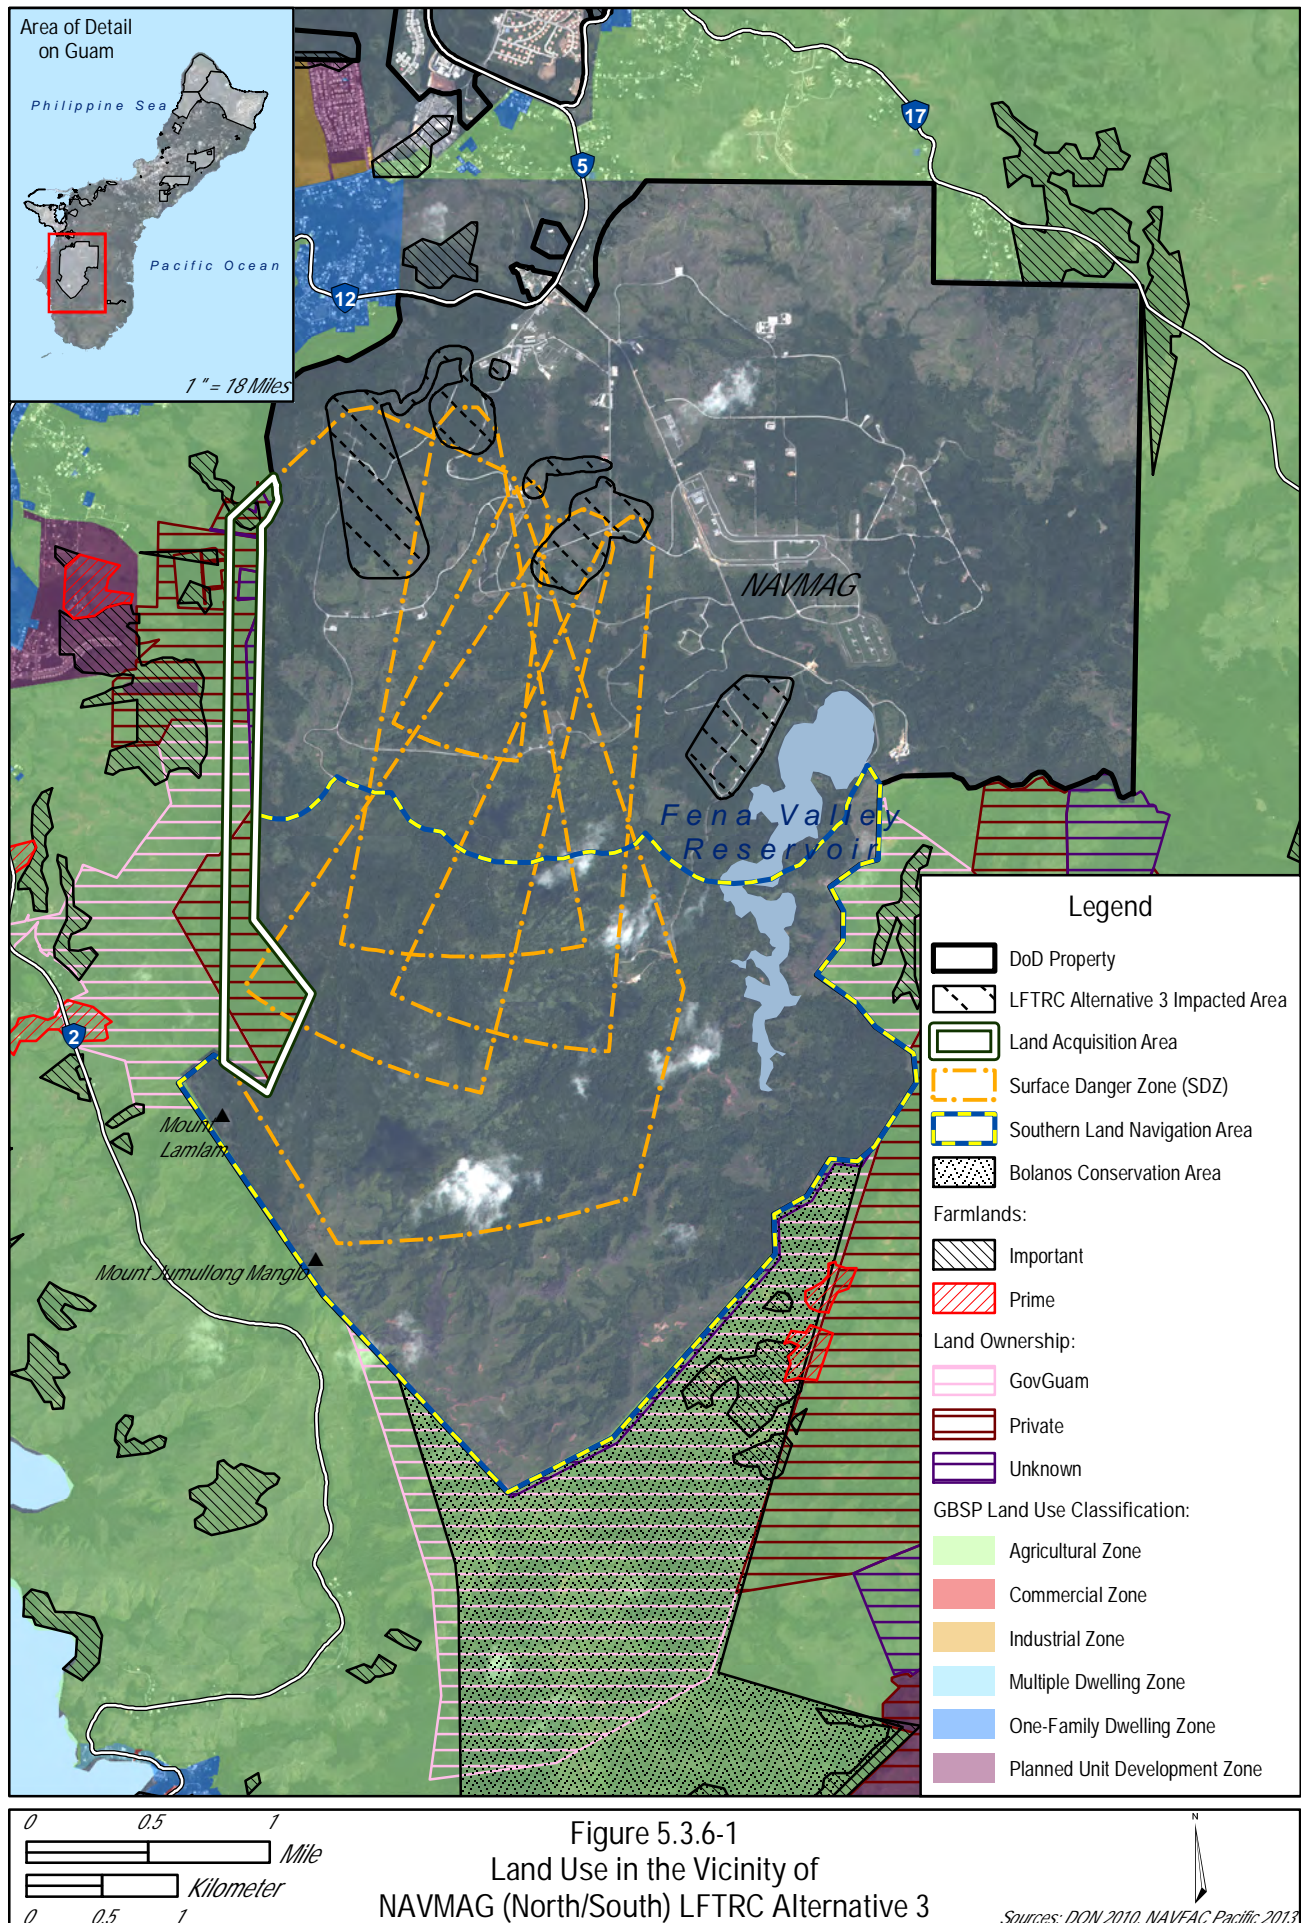 Area of Detail
on Guam
Philippine Sea
Pacific Ocean
1" = 18 Miles
17
5
12
NAVMAG
Fena Valley
Reservoir
2
Mount
Lamlam
Mount Jumullong Manglo
Legend
DoD Property
LFTRC Alternative 3 Impacted Area
Land Acquisition Area
Surface Danger Zone (SDZ)
Southern Land Navigation Area
Bolanos Conservation Area
Farmlands:
Important
Prime
Land Ownership:
GovGuam
Private
Unknown
GBSP Land Use Classification:
Agricultural Zone
Commercial Zone
Industrial Zone
Multiple Dwelling Zone
One-Family Dwelling Zone
Planned Unit Development Zone
0 0.5 1
Mile
Kilometer
0 0.5 1
Figure 5.3.6-1
Land Use in the Vicinity of
NAVMAG (North/South) LFTRC Alternative 3
N
Sources: DON 2010, NAVFAC Pacific 2013